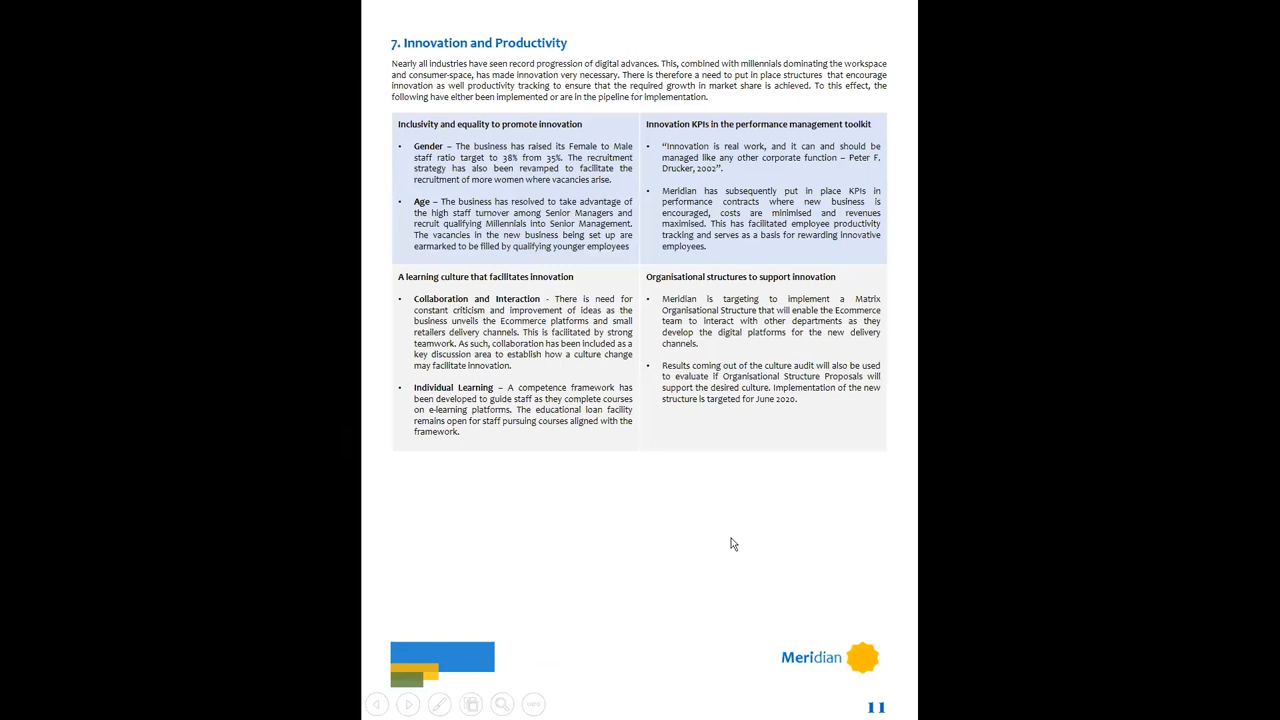 7. Innovation and Productivity
Nearly all industries have seen record progression of digital advances. This, combined with millennials dominating the workspace
and consumer-space, has made innovation very necessary. There is therefore a need to put in place structures that encourage
innovation as well productivity tracking to ensure that the required growth in market share is achieved. To this effect, the
following have either been implemented or are in the pipeline for implementation.
Inclusivity and equality to promote innovation
• Gender – The business has raised its Female to Male
staff ratio target to 38% from 35%. The recruitment
strategy has also been revamped to facilitate the
recruitment of more women where vacancies arise.
• Age – The business has resolved to take advantage of
the high staff turnover among Senior Managers and
recruit qualifying Millennials into Senior Management.
The vacancies in the new business being set up are
earmarked to be filled by qualifying younger employees
Innovation KPIs in the performance management toolkit
• “Innovation is real work, and it can and should be
managed like any other corporate function – Peter F.
Drucker, 2002”.
• Meridian has subsequently put in place KPIs in
performance contracts where new business is
encouraged, costs are minimised and revenues
maximised. This has facilitated employee productivity
tracking and serves as a basis for rewarding innovative
employees.
A learning culture that facilitates innovation
• Collaboration and Interaction - There is need for
constant criticism and improvement of ideas as the
business unveils the Ecommerce platforms and small
retailers delivery channels. This is facilitated by strong
teamwork. As such, collaboration has been included as a
key discussion area to establish how a culture change
may facilitate innovation.
• Individual Learning – A competence framework has
been developed to guide staff as they complete courses
on e-learning platforms. The educational loan facility
remains open for staff pursuing courses aligned with the
framework.
Organisational structures to support innovation
• Meridian is targeting to implement a Matrix
Organisational Structure that will enable the Ecommerce
team to interact with other departments as they
develop the digital platforms for the new delivery
channels.
• Results coming out of the culture audit will also be used
to evaluate if Organisational Structure Proposals will
support the desired culture. Implementation of the new
structure is targeted for June 2020.
Meridian
11